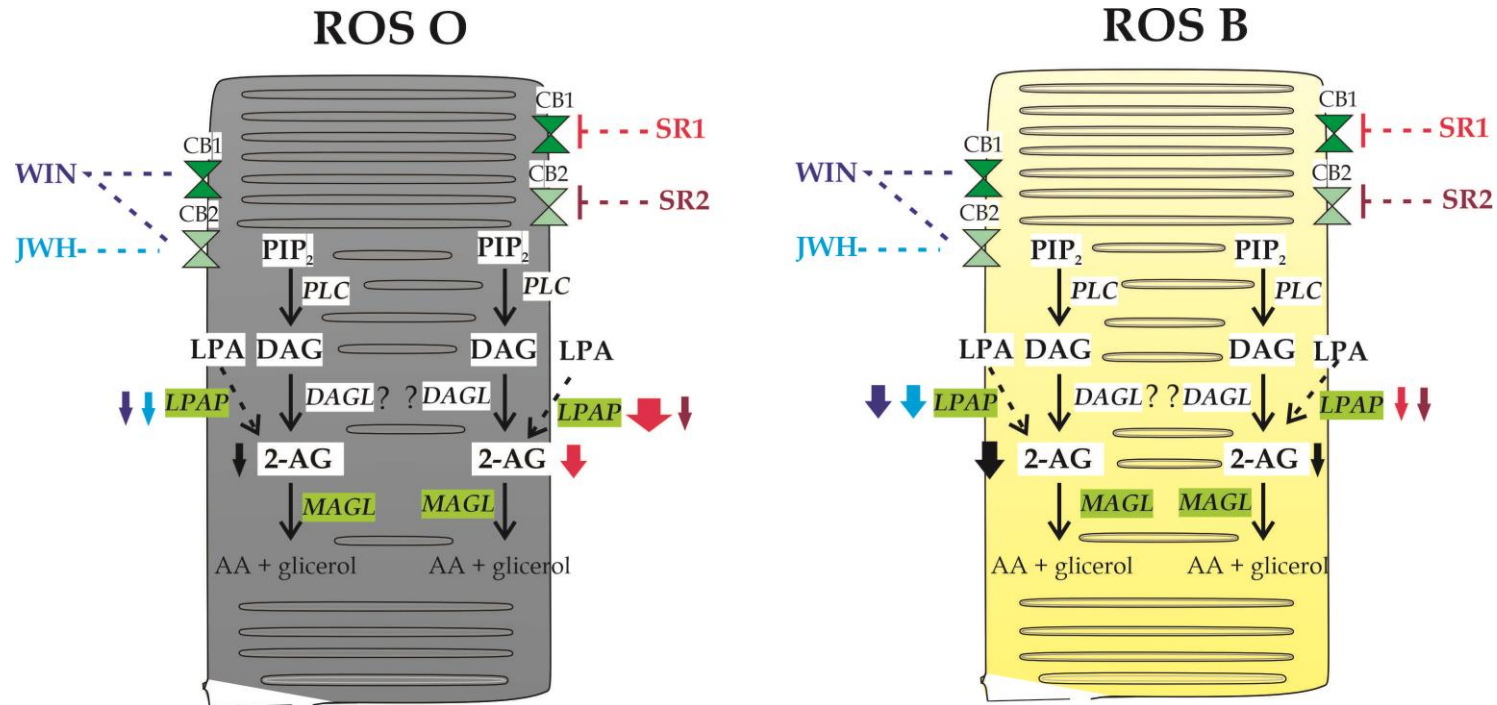 ROS O
CB1
SR1
CB1
WIN
CB2
SR2
CB2
JWH
PIP2
PIP2
PLC
PLC
LPA DAG
DAG LPA
LPAP
DAGL? ?DAGL
LPAP
2-AG
2-AG
MAGL
MAGL
AA + glicerol
AA + glicerol
ROS B
CB1
SR1
CB1
WIN
CB2
SR2
CB2
JWH
PIP2
PIP2
PLC
PLC
LPA DAG
DAG LPA
LPAP
DAGL? ?DAGL
LPAP
2-AG
2-AG
MAGL
MAGL
AA + glicerol
AA + glicerol